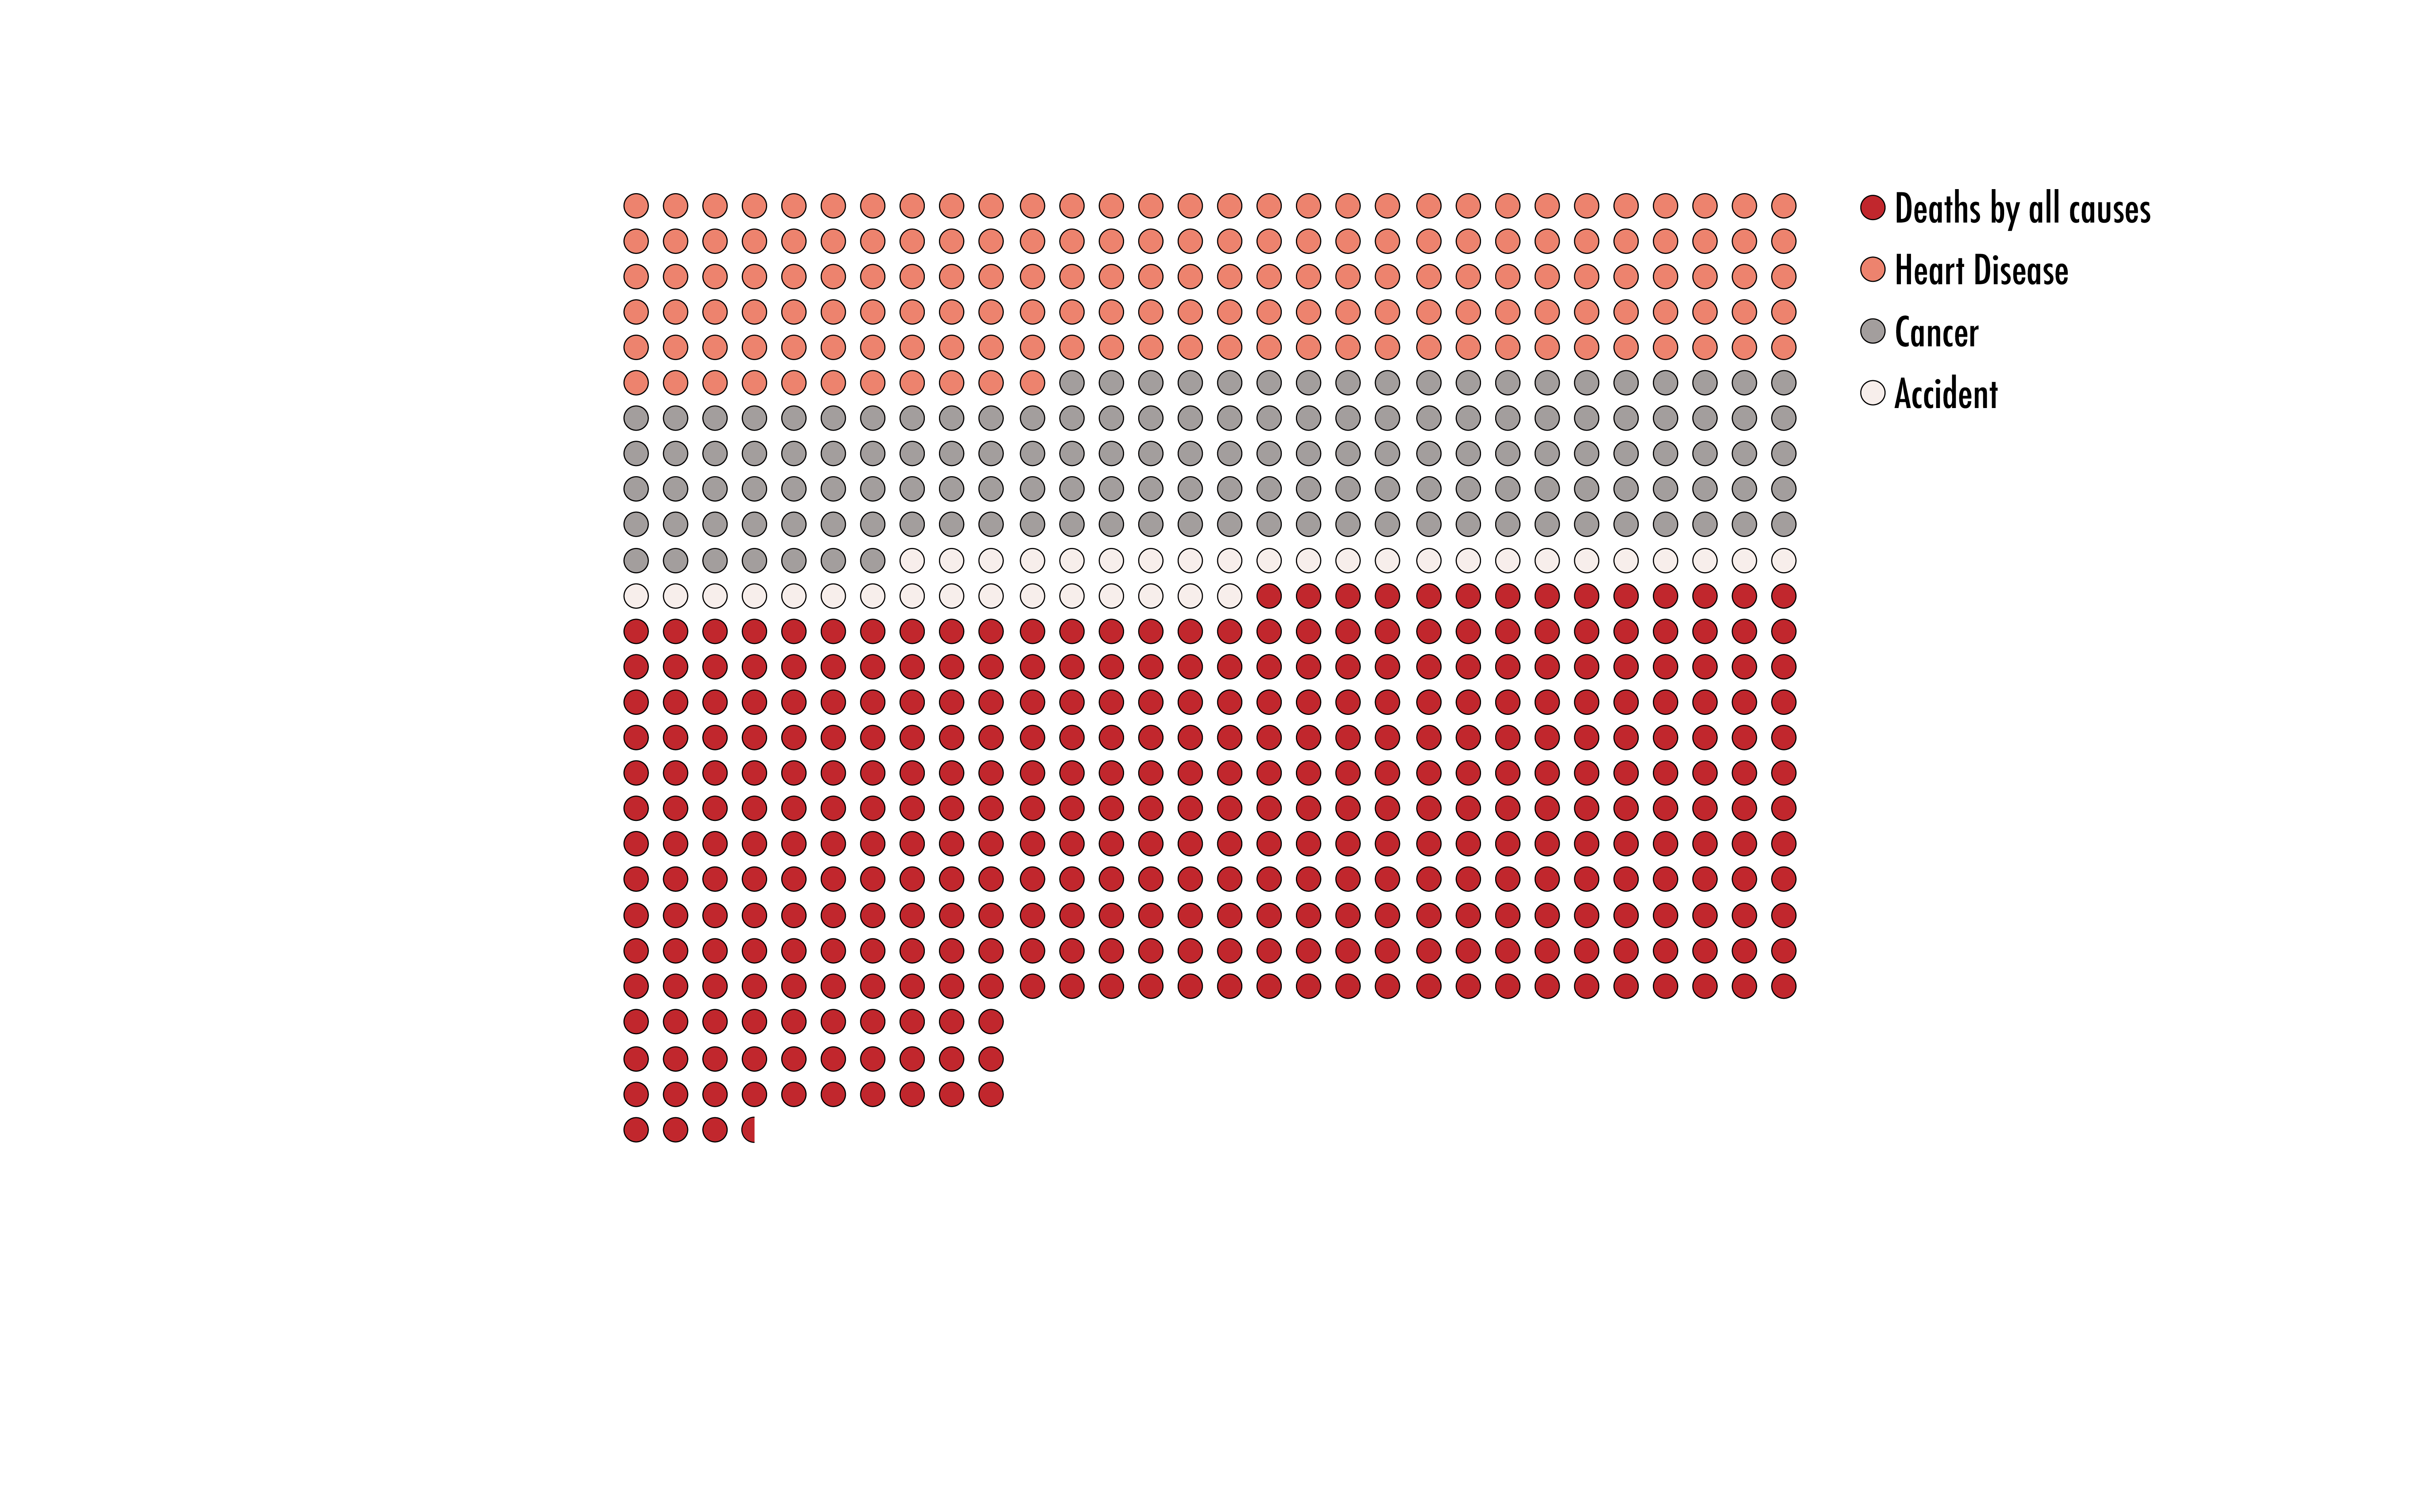 Deaths by all causes
Heart Disease
Cancer
Accident